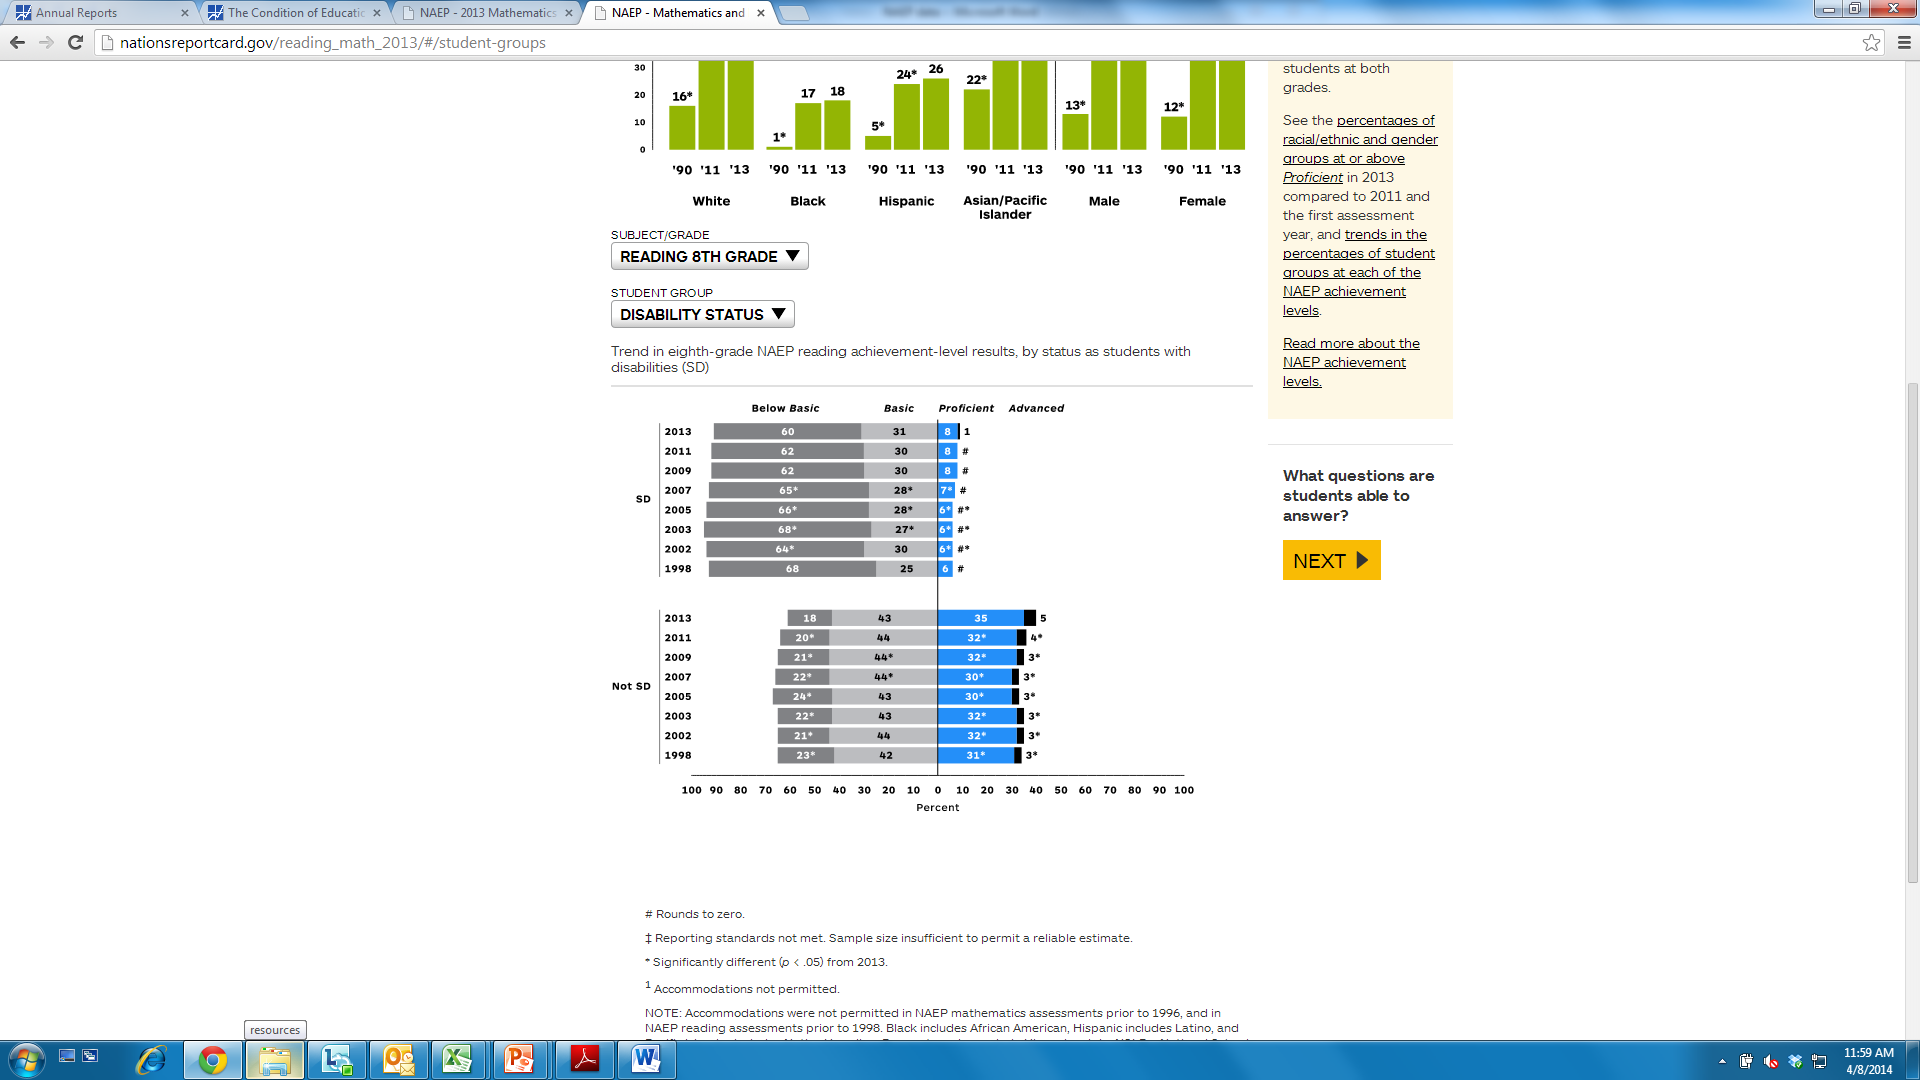 Annual Reports
The Condition of Educatio
NAEP - 2013 Mathematics
NAEP - Mathematics and
nationsreportcard.gov/reading_math_2013/#/student-groups
30
20
10
0
16*
1* 17 18
5* 24* 26
22*
13*
12*
'90 '11 '13 '90 '11 '13 '90 '11 '13 '90 '11 '13 '90 '11 '13 '90 '11 '13
White Black Hispanic Asian/Pacific Islander Male Female
SUBJECT/GRADE
READING 8TH GRADE ▼
STUDENT GROUP
DISABILITY STATUS ▼
Trend in eighth-grade NAEP reading achievement-level results, by status as students with
disabilities (SD)
Below Basic Basic Proficient Advanced
SD
2013 60 31 8 1
2011 62 30 8 #
2009 62 30 8 #
2007 65* 28* 7* #
2005 66* 28* 6* #*
2003 68* 27* 6* #*
2002 64* 30 6* #*
1998 68 25 6 #
Not SD
2013 18 43 35 5
2011 20* 44 32* 4*
2009 21* 44* 32* 3*
2007 22* 44* 30* 3*
2005 24* 43 30* 3*
2003 22* 43 32* 3*
2002 21* 44 32* 3*
1998 23* 42 31* 3*
100 90 80 70 60 50 40 30 20 10 0 10 20 30 40 50 60 70 80 90 100
Percent
# Rounds to zero.
‡ Reporting standards not met. Sample size insufficient to permit a reliable estimate.
* Significantly different (p < .05) from 2013.
1 Accommodations not permitted.
NOTE: Accommodations were not permitted in NAEP mathematics assessments prior to 1996, and in
NAEP reading assessments prior to 1998. Black includes African American, Hispanic includes Latino, and
students at both
grades.
See the percentages of
racial/ethnic and gender
groups at or above
Proficient in 2013
compared to 2011 and
the first assessment
year, and trends in the
percentages of student
groups at each of the
NAEP achievement
levels.
Read more about the
NAEP achievement
levels.
What questions are
students able to
answer?
NEXT
resources
11:59 AM
4/8/2014